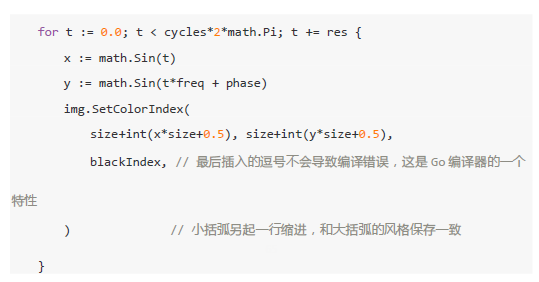 for t := 0.0; t < cycles*2*math.Pi; t += res {
x := math.Sin(t)
y := math.Sin(t*freq + phase)
img.SetColorIndex(
size+int(x*size+0.5), size+int(y*size+0.5),
blackIndex, // 最后插入的逗号不会导致编译错误，这是 Go 编译器的一个
特性
) // 小括弧另起一行缩进，和大括弧的风格保存一致
}